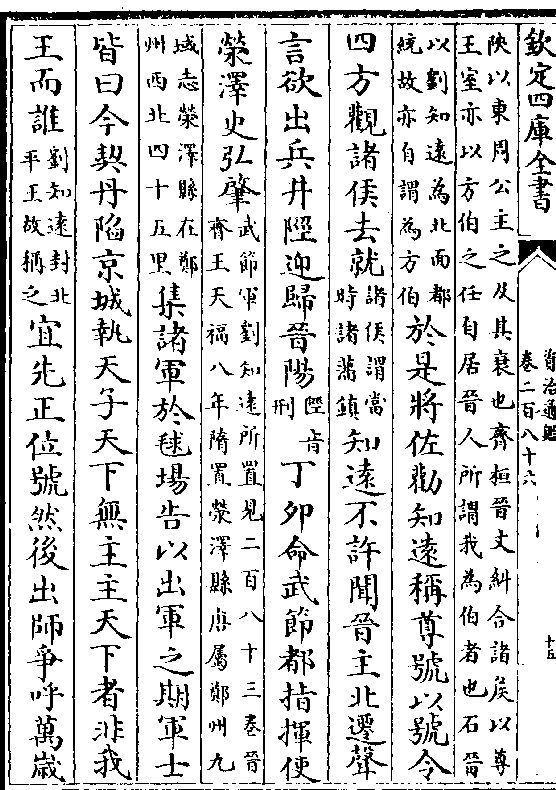 欽定四庫全書
資治通鑑
卷二百八十六
十五
陜以東周公主之及其衰也齊桓晉文糾合諸侯以尊
王室亦以方伯之任自居晉人所謂我為伯者也石晉
以劉知遠為北面都
統故亦自謂為方伯於是將佐勸知遠稱尊號以號令
四方觀諸侯去就諸侯謂當
時諸藩鎮知遠不許聞晉主北遷聲
言欲出兵井陘迎歸晉陽陘音
刑丁卯命武節都指揮使
榮澤史弘肇武節軍劉知遠所置見二百八十三卷晉
齊王天福八年隋置滎澤縣唐屬鄭州九
域志滎澤縣在鄭
州西北四十五里集諸軍於毬場告以出軍之期軍士
皆曰今契丹陷京城執天子天下無主主天下者非我
王而誰劉知遠封北
平王故稱之宜先正位號然後出師爭呼萬歲